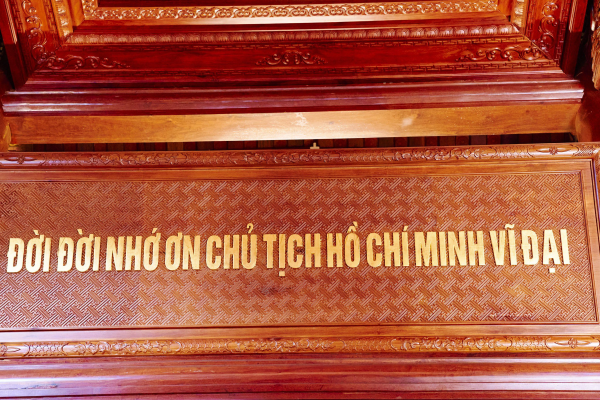 ĐỜI ĐỜI NHỚ ƠN CHỦ TỊCH HỒ CHÍ MINH VĨ ĐẠI